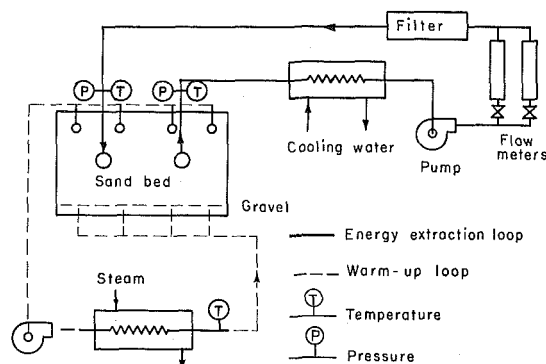 Filter
P T P T
Cooling water
Pump
Flow
meters
Sand bed
Gravel
Energy extraction loop
Steam
Warm-up loop
T
T
Temperature
P
Pressure